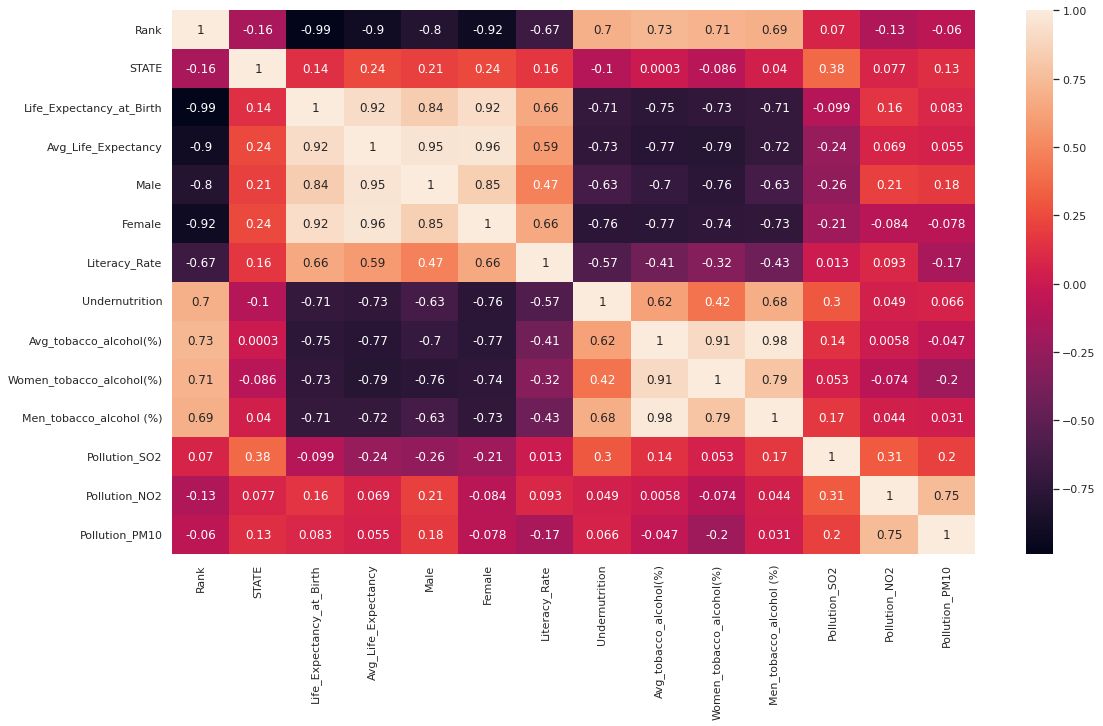 Rank 1 -0.16 -0.99 -0.9 -0.8 -0.92 -0.67 0.7 0.73 0.71 0.69 0.07 -0.13 -0.06
STATE -0.16 1 0.14 0.24 0.21 0.24 0.16 -0.1 0.0003 -0.086 0.04 0.38 0.077 0.13
Life_Expectancy_at_Birth -0.99 0.14 1 0.92 0.84 0.92 0.66 -0.71 -0.75 -0.73 -0.71 -0.099 0.16 0.083
Avg_Life_Expectancy -0.9 0.24 0.92 1 0.95 0.96 0.59 -0.73 -0.77 -0.79 -0.72 -0.24 0.069 0.055
Male -0.8 0.21 0.84 0.95 1 0.85 0.47 -0.63 -0.7 -0.76 -0.63 -0.26 0.21 0.18
Female -0.92 0.24 0.92 0.96 0.85 1 0.66 -0.76 -0.77 -0.74 -0.73 -0.21 -0.084 -0.078
Literacy_Rate -0.67 0.16 0.66 0.59 0.47 0.66 1 -0.57 -0.41 -0.32 -0.43 0.013 0.093 -0.17
Undernutrition 0.7 -0.1 -0.71 -0.73 -0.63 -0.76 -0.57 1 0.62 0.42 0.68 0.3 0.049 0.066
Avg_tobacco_alcohol(%) 0.73 0.0003 -0.75 -0.77 -0.7 -0.77 -0.41 0.62 1 0.91 0.98 0.14 0.0058 -0.047
Women_tobacco_alcohol(%) 0.71 -0.086 -0.73 -0.79 -0.76 -0.74 -0.32 0.42 0.91 1 0.79 0.053 -0.074 -0.2
Men_tobacco_alcohol (%) 0.69 0.04 -0.71 -0.72 -0.63 -0.73 -0.43 0.68 0.98 0.79 1 0.17 0.044 0.031
Pollution_SO2 0.07 0.38 -0.099 -0.24 -0.26 -0.21 0.013 0.3 0.14 0.053 0.17 1 0.31 0.2
Pollution_NO2 -0.13 0.077 0.16 0.069 0.21 -0.084 0.093 0.049 0.0058 -0.074 0.044 0.31 1 0.75
Pollution_PM10 -0.06 0.13 0.083 0.055 0.18 -0.078 -0.17 0.066 -0.047 -0.2 0.031 0.2 0.75 1
Rank
STATE
Life_Expectancy_at_Birth
Avg_Life_Expectancy
Male
Female
Literacy_Rate
Undernutrition
Avg_tobacco_alcohol(%)
Women_tobacco_alcohol(%)
Men_tobacco_alcohol (%)
Pollution_SO2
Pollution_NO2
Pollution_PM10
1.00
0.75
0.50
0.25
0.00
−0.25
−0.50
−0.75